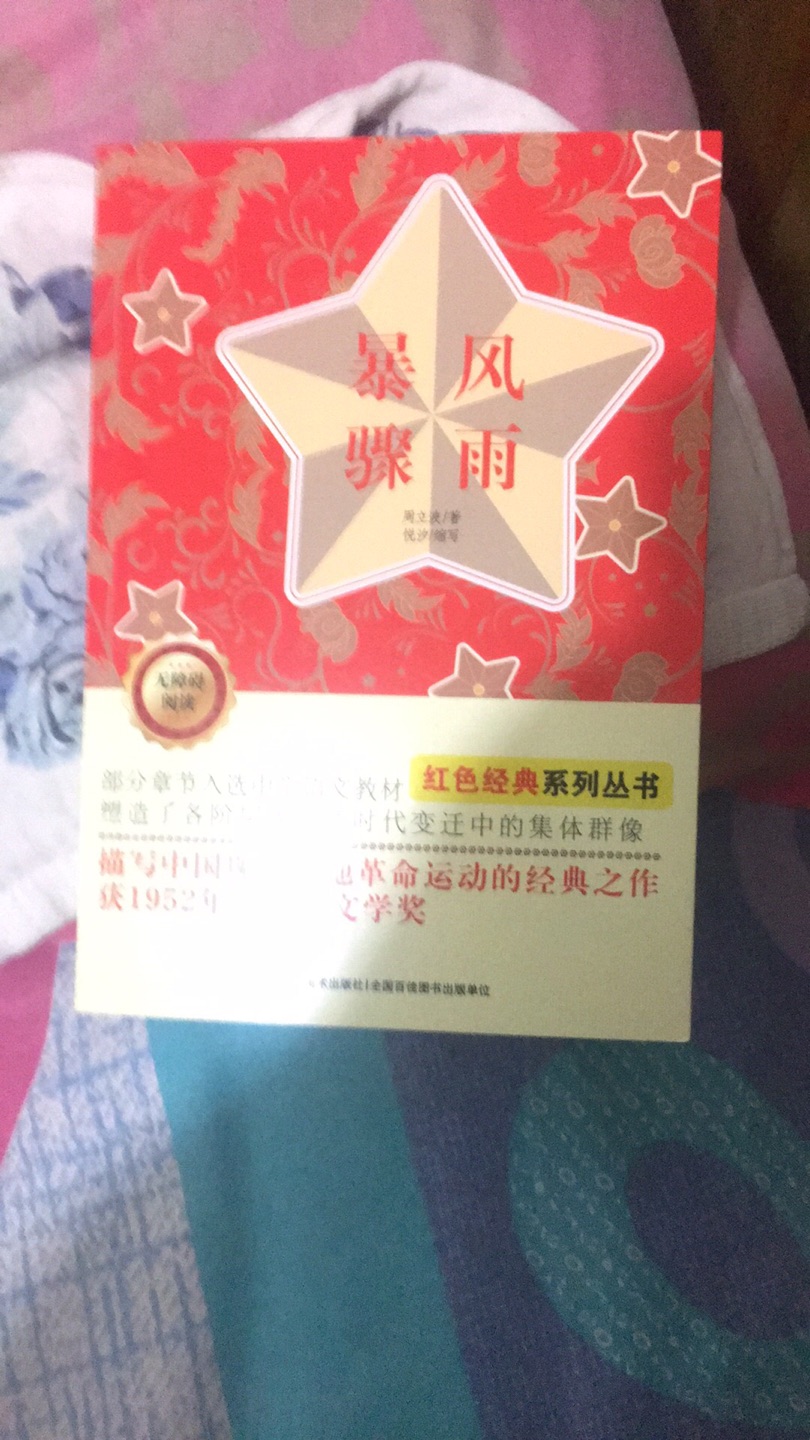 暴风
骤雨
周立波/著
悦汐/
无障碍
阅读
部分章节入选中 文教材 红色经典系列丛书
塑造了各阶 时代变迁中的集体群像
描写中国 革命运动的经典之作
获1952年 文学奖
术出版社|全国百佳图书出版单位